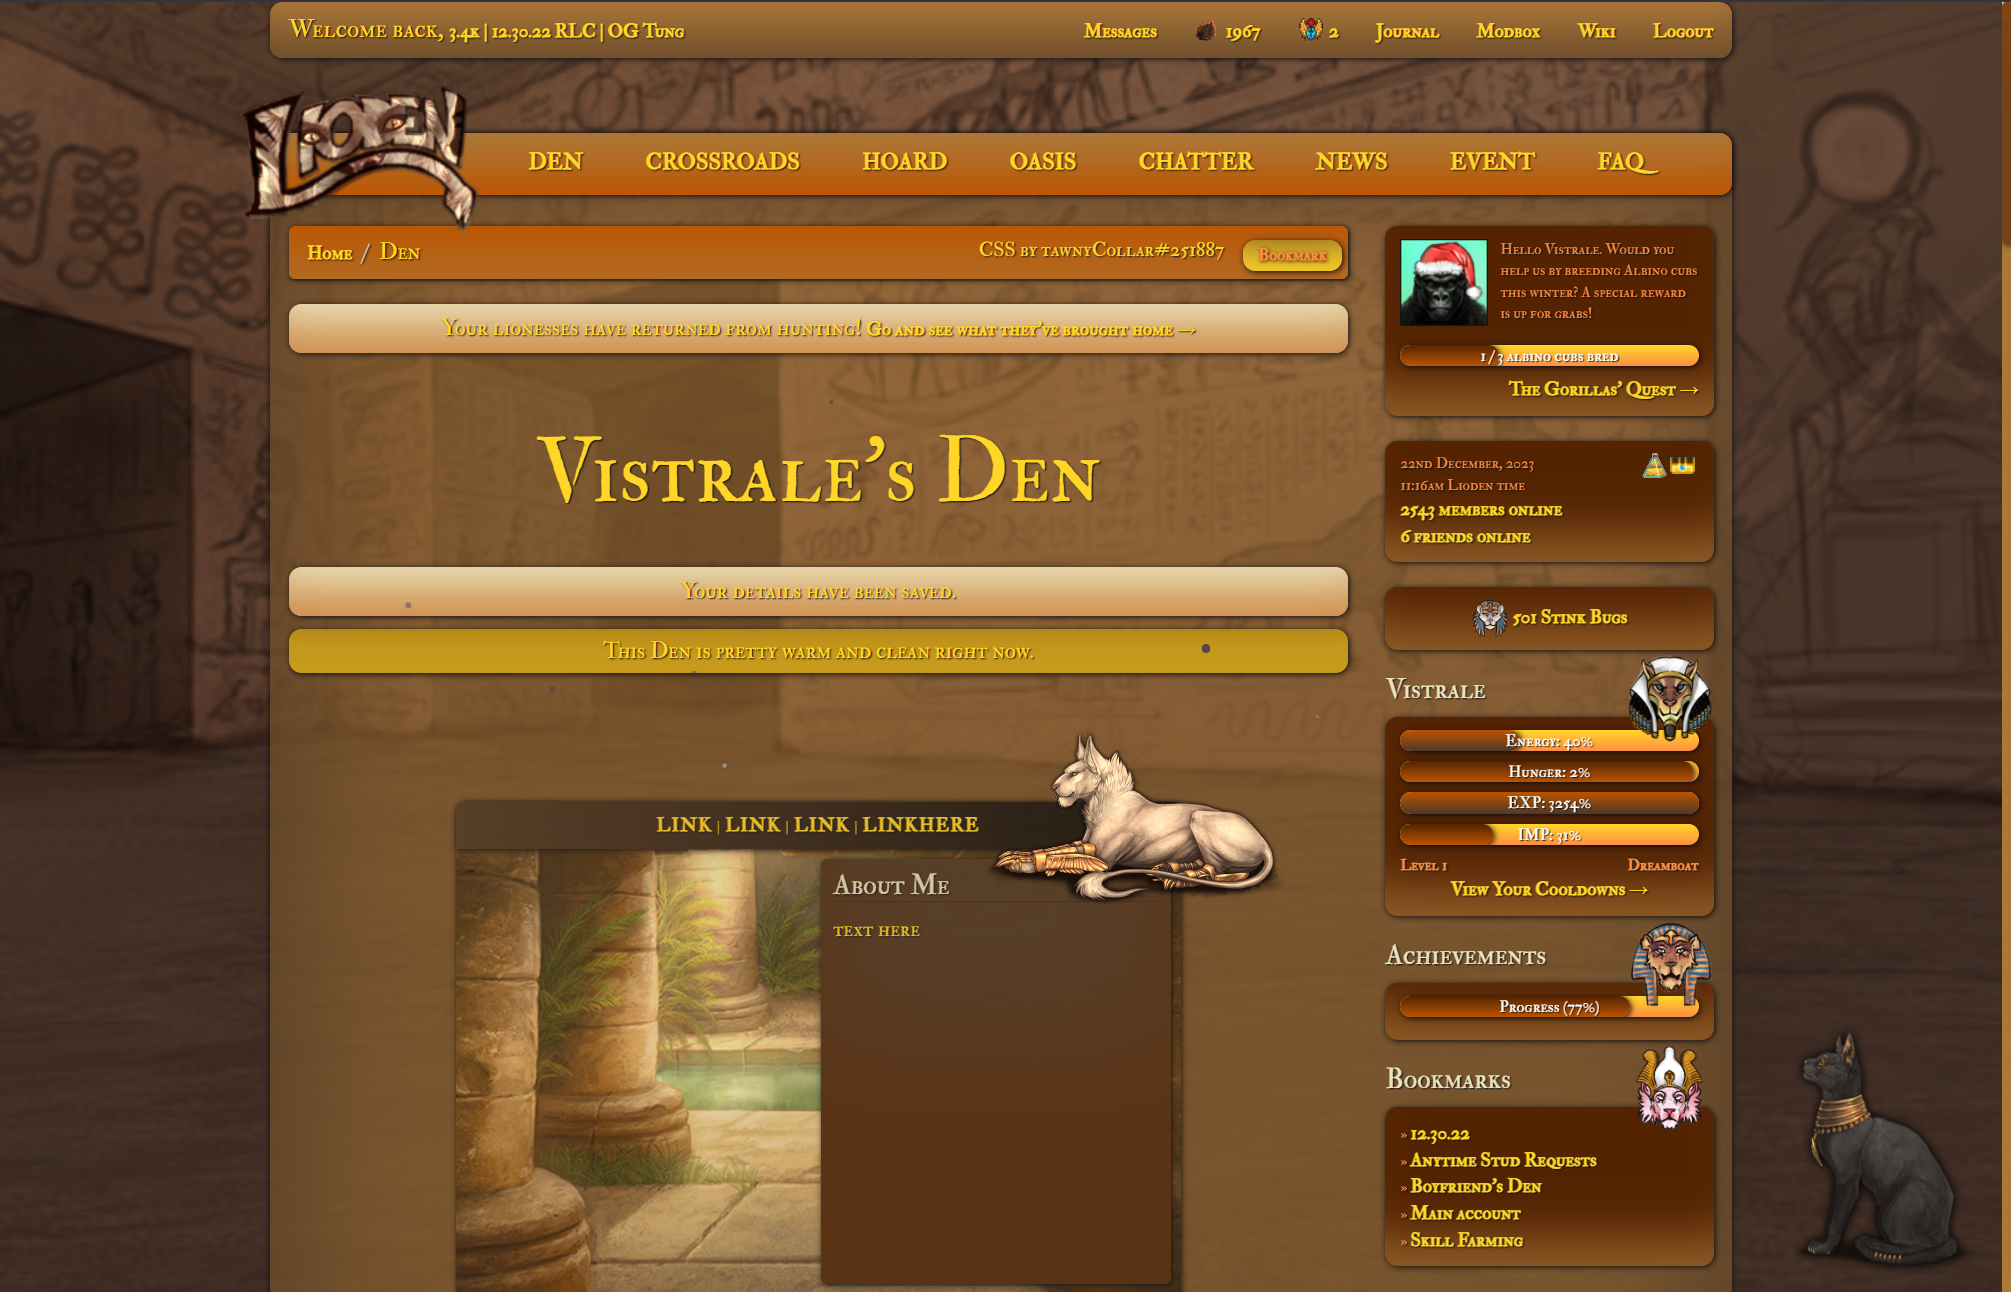 Welcome back, 3.4k | 12.30.22 RLC | OG Tung
Messages 1967 2 Journal Modbox Wiki Logout
LIODEN
DEN CROSSROADS HOARD OASIS CHATTER NEWS EVENT FAQ
Home / Den
CSS by tawnyCollar#251887 Bookmark
Your lionesses have returned from hunting! Go and see what they've brought home →
Vistrale's Den
Your details have been saved.
This Den is pretty warm and clean right now.
LINK | LINK | LINK | LINKHERE
About Me
text here
Hello Vistrale. Would you
help us by breeding Albino cubs
this winter? A special reward
is up for grabs!
1 / 3 albino cubs bred
The Gorillas' Quest →
22nd December, 2023
11:16am Lioden time
2543 members online
6 friends online
501 Stink Bugs
Vistrale
Energy: 40%
Hunger: 2%
EXP: 3254%
IMP: 31%
Level 1 Dreamboat
View Your Cooldowns →
Achievements
Progress (77%)
Bookmarks
» 12.30.22
» Anytime Stud Requests
» Boyfriend's Den
» Main account
» Skill Farming